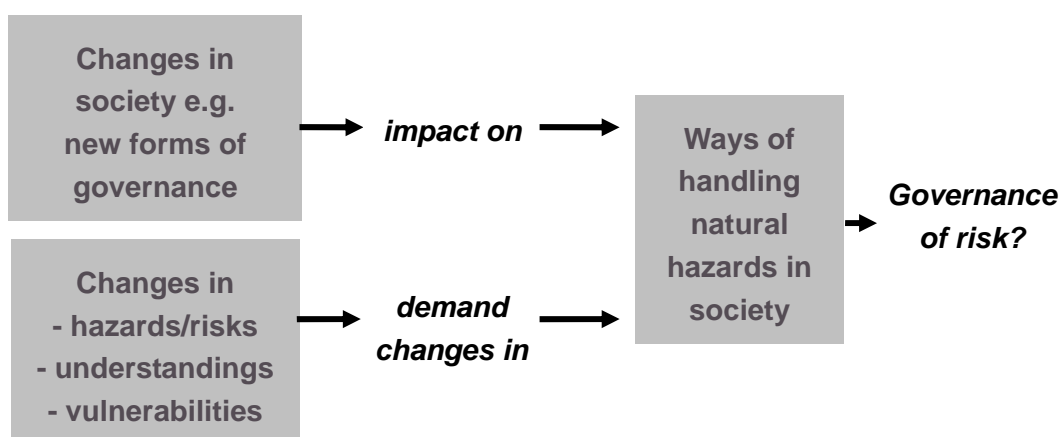 Changes in
society e.g.
new forms of
governance
impact on
Changes in
- hazards/risks
- understandings
- vulnerabilities
demand
changes in
Ways of
handling
natural
hazards in
society
Governance
of risk?